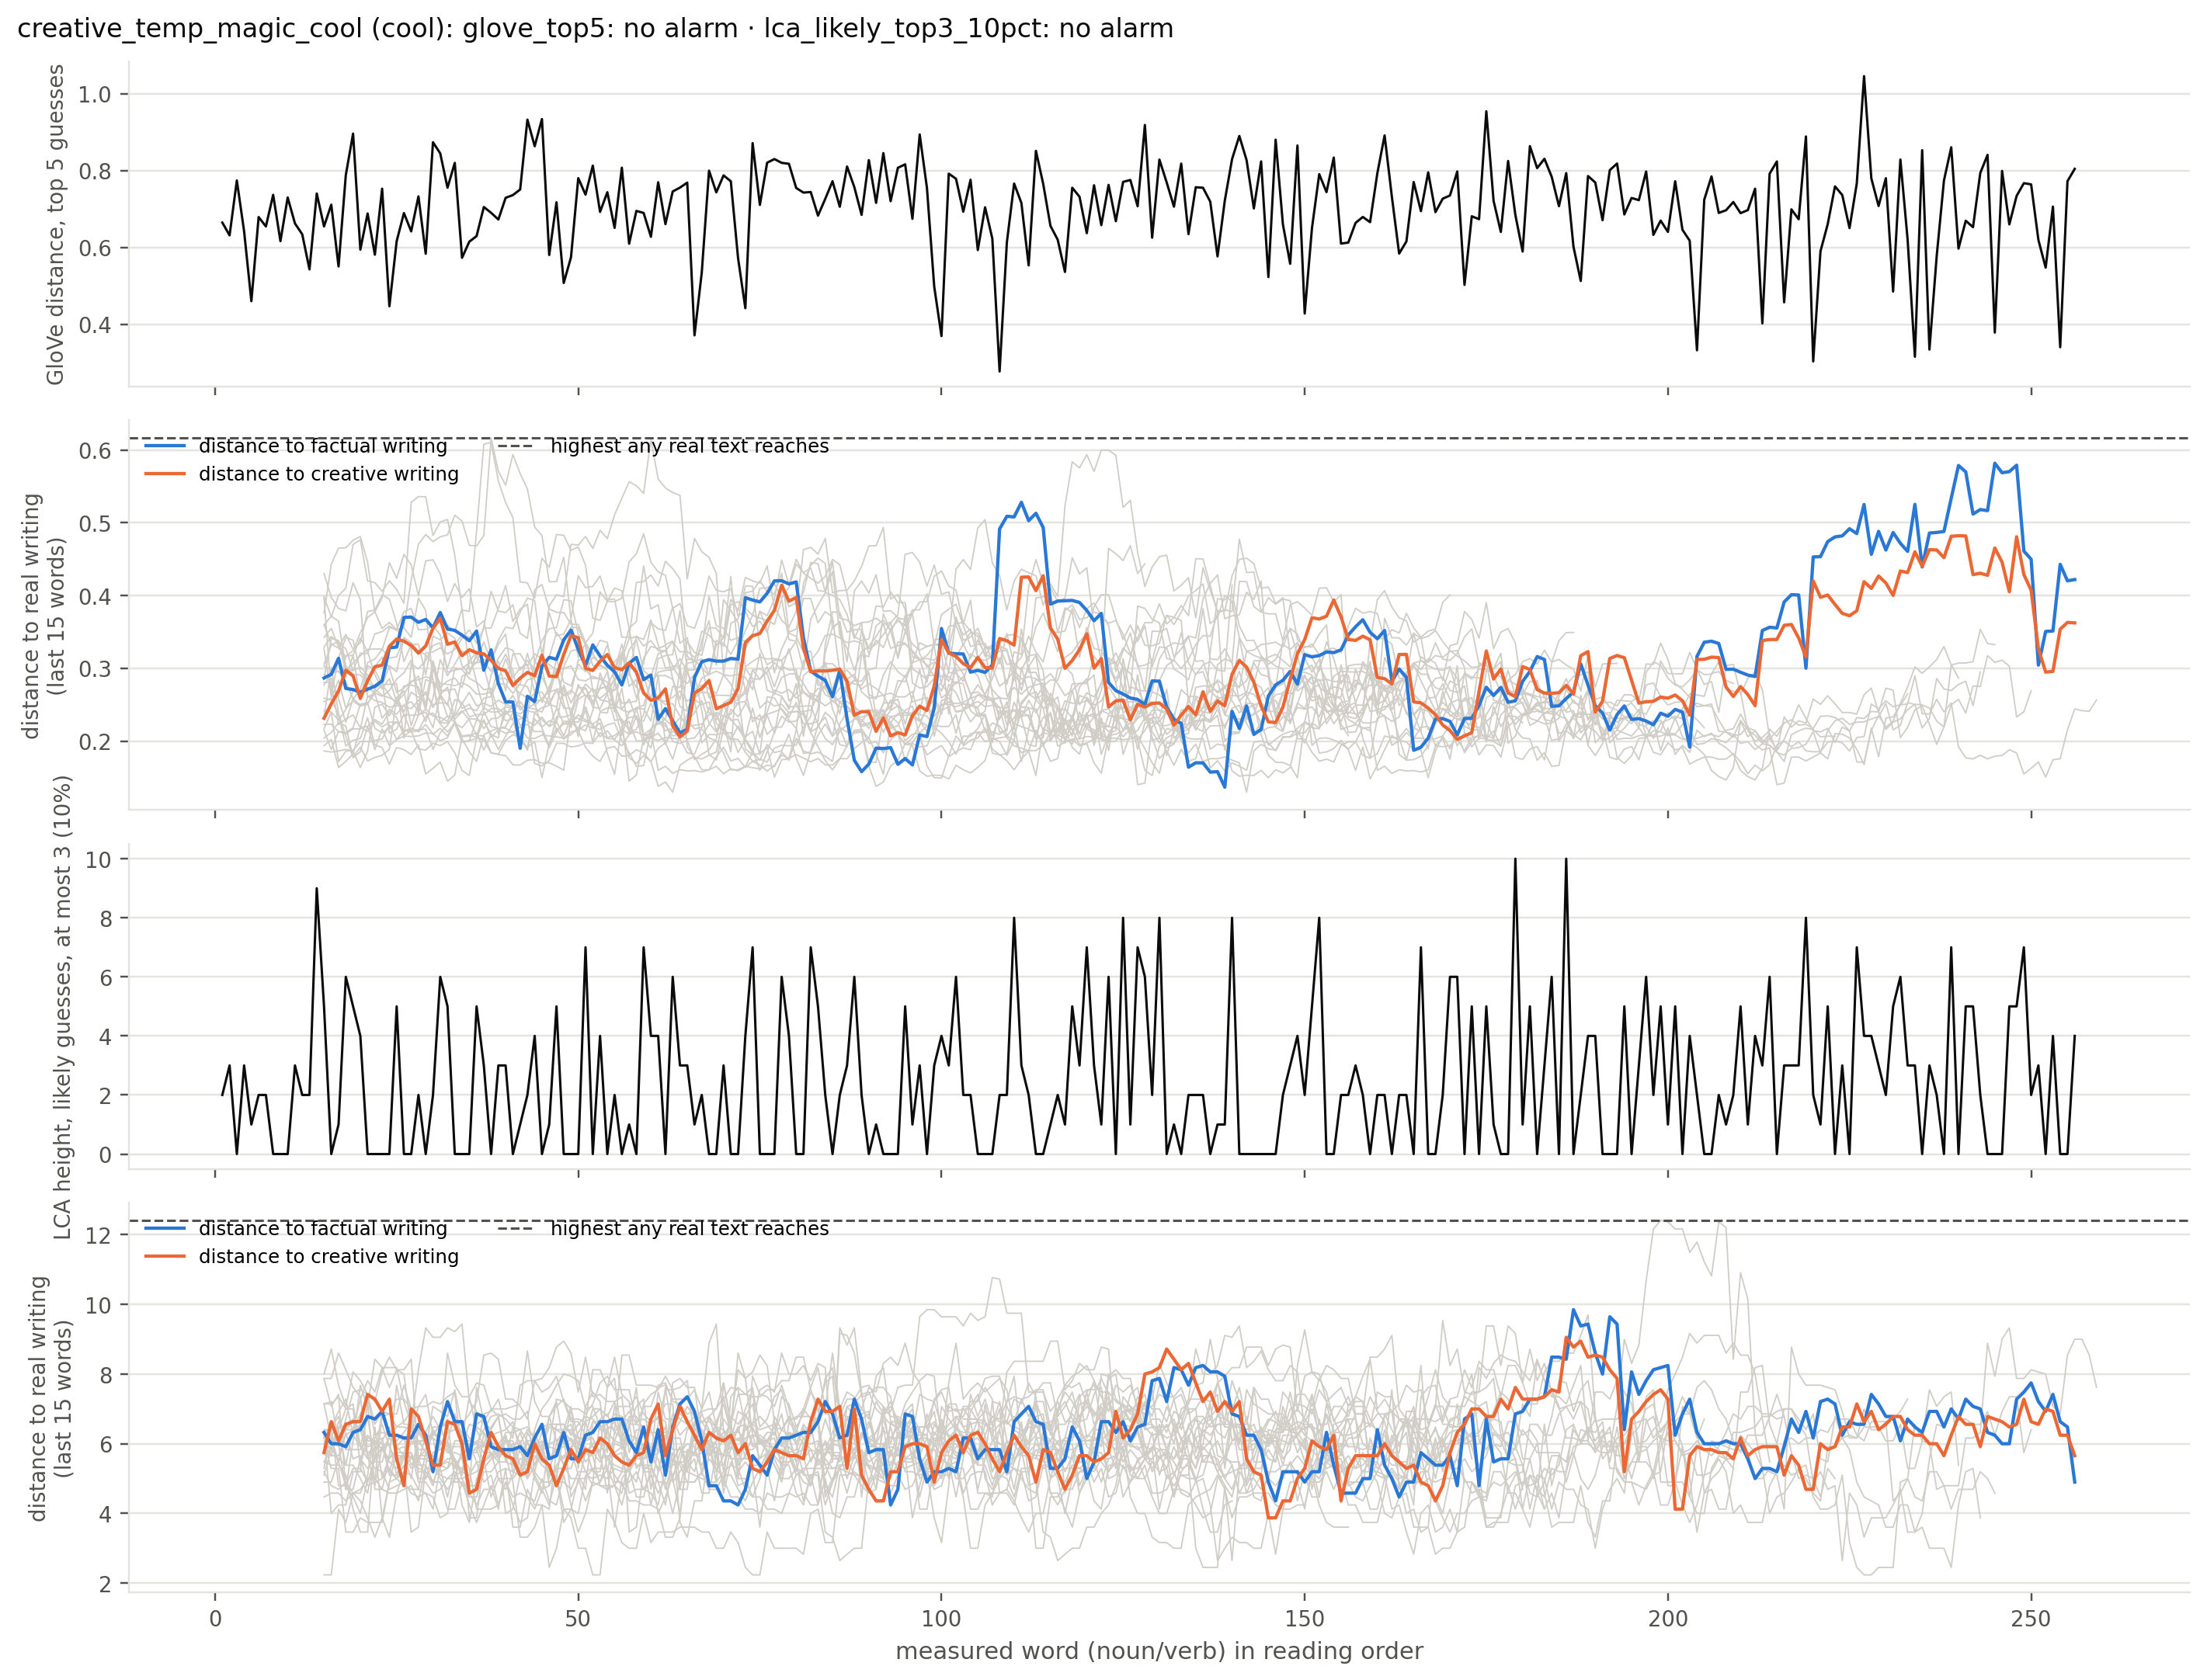 creative_temp_magic_cool (cool): glove_top5: no alarm · lca_likely_top3_10pct: no alarm
GloVe distance, top 5 guesses
1.0
0.8
0.6
0.4
distance to real writing
(last 15 words)
0.6
0.5
0.4
0.3
0.2
distance to factual writing
distance to creative writing
highest any real text reaches
LCA height, likely guesses, at most 3 (10%)
10
8
6
4
2
0
distance to real writing
(last 15 words)
12
10
8
6
4
2
distance to factual writing
distance to creative writing
highest any real text reaches
0 50 100 150 200 250
measured word (noun/verb) in reading order